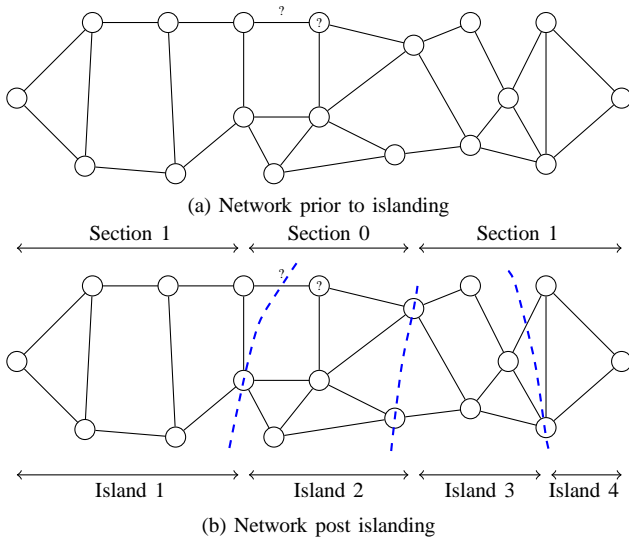 ?
?
(a) Network prior to islanding
Section 1 Section 0 Section 1
?
?
Island 1 Island 2 Island 3 Island 4
(b) Network post islanding